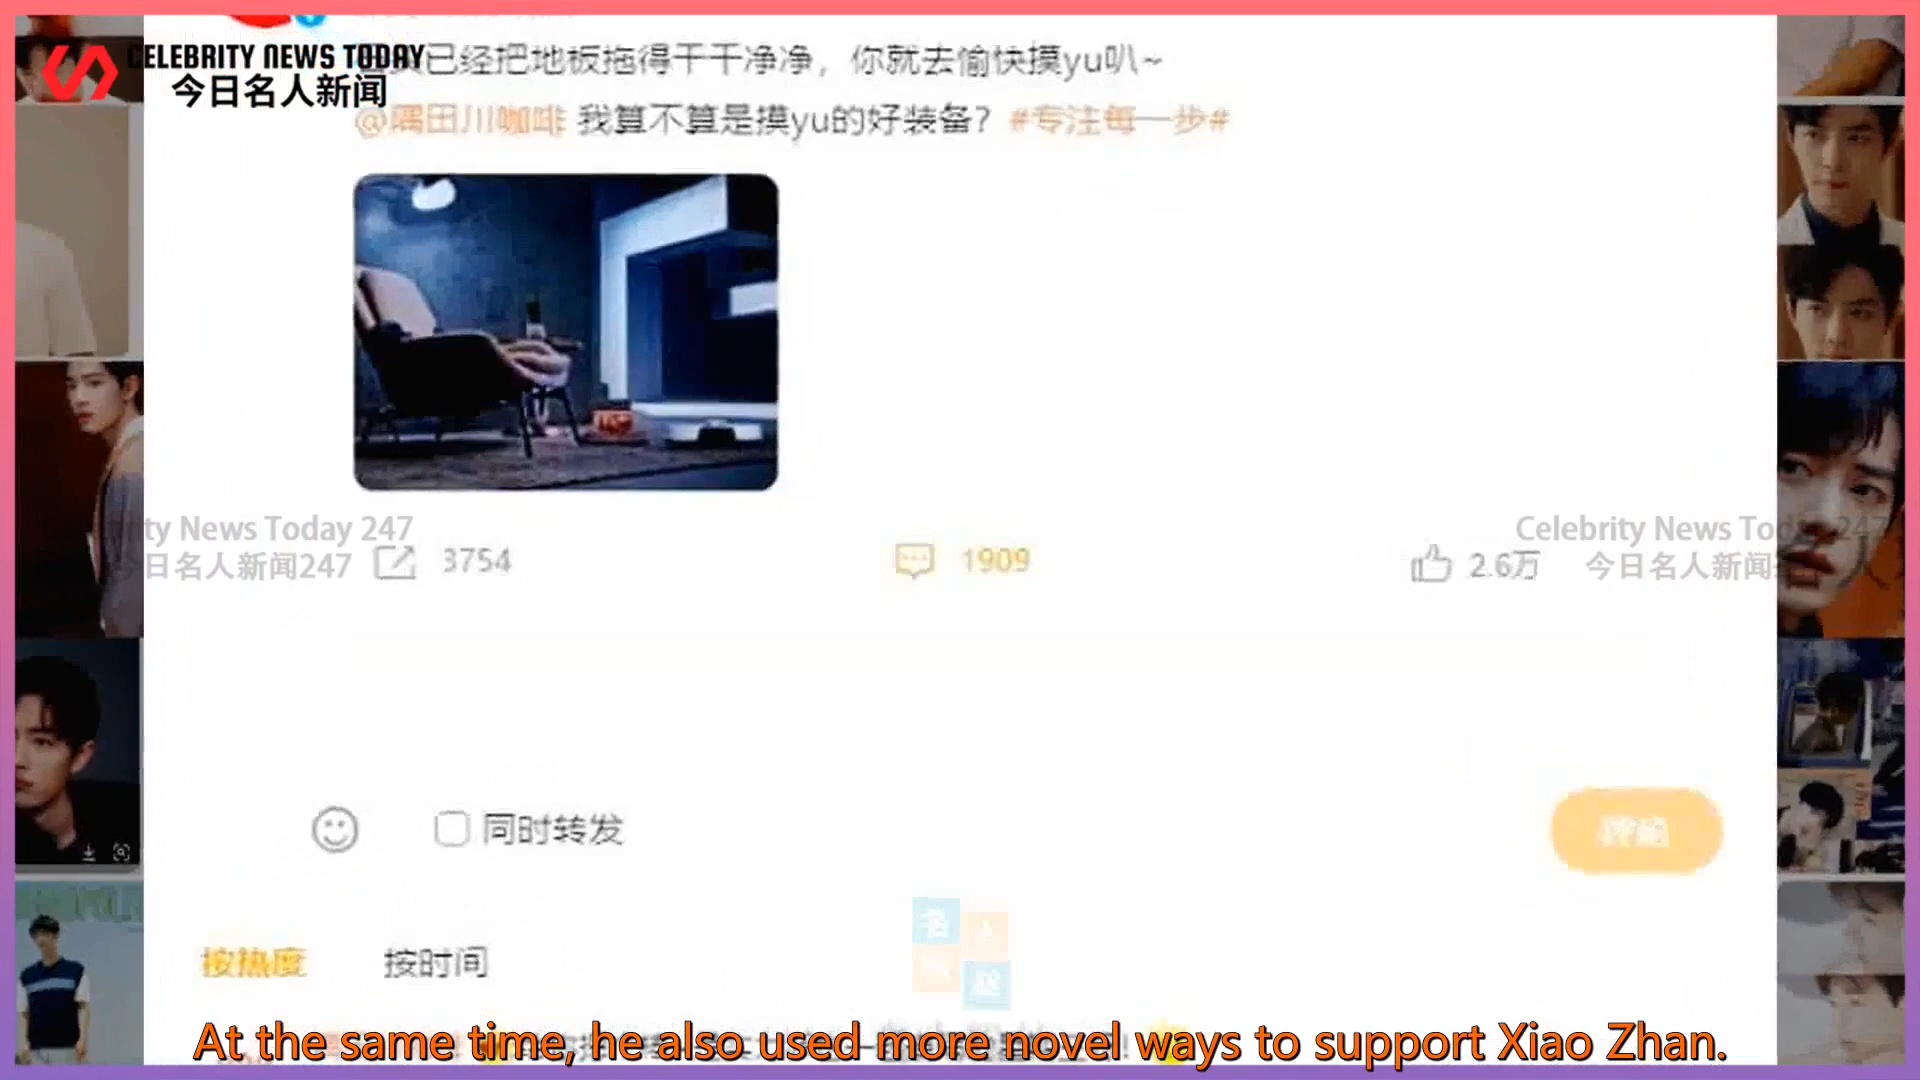 CELEBRITY NEWS TODAY
今日名人新闻
已经把地板拖得干干净净，你就去愉快摸yu叭~
@隅田川咖啡 我算不算是摸yu的好装备？ #专注每一步#
ty News Today 247
日名人新闻247
3754
1909
2.6万
Celebrity News Today 247
今日名人新闻
同时转发
评论
按热度 按时间
At the same time, he also used more novel ways to support Xiao Zhan.